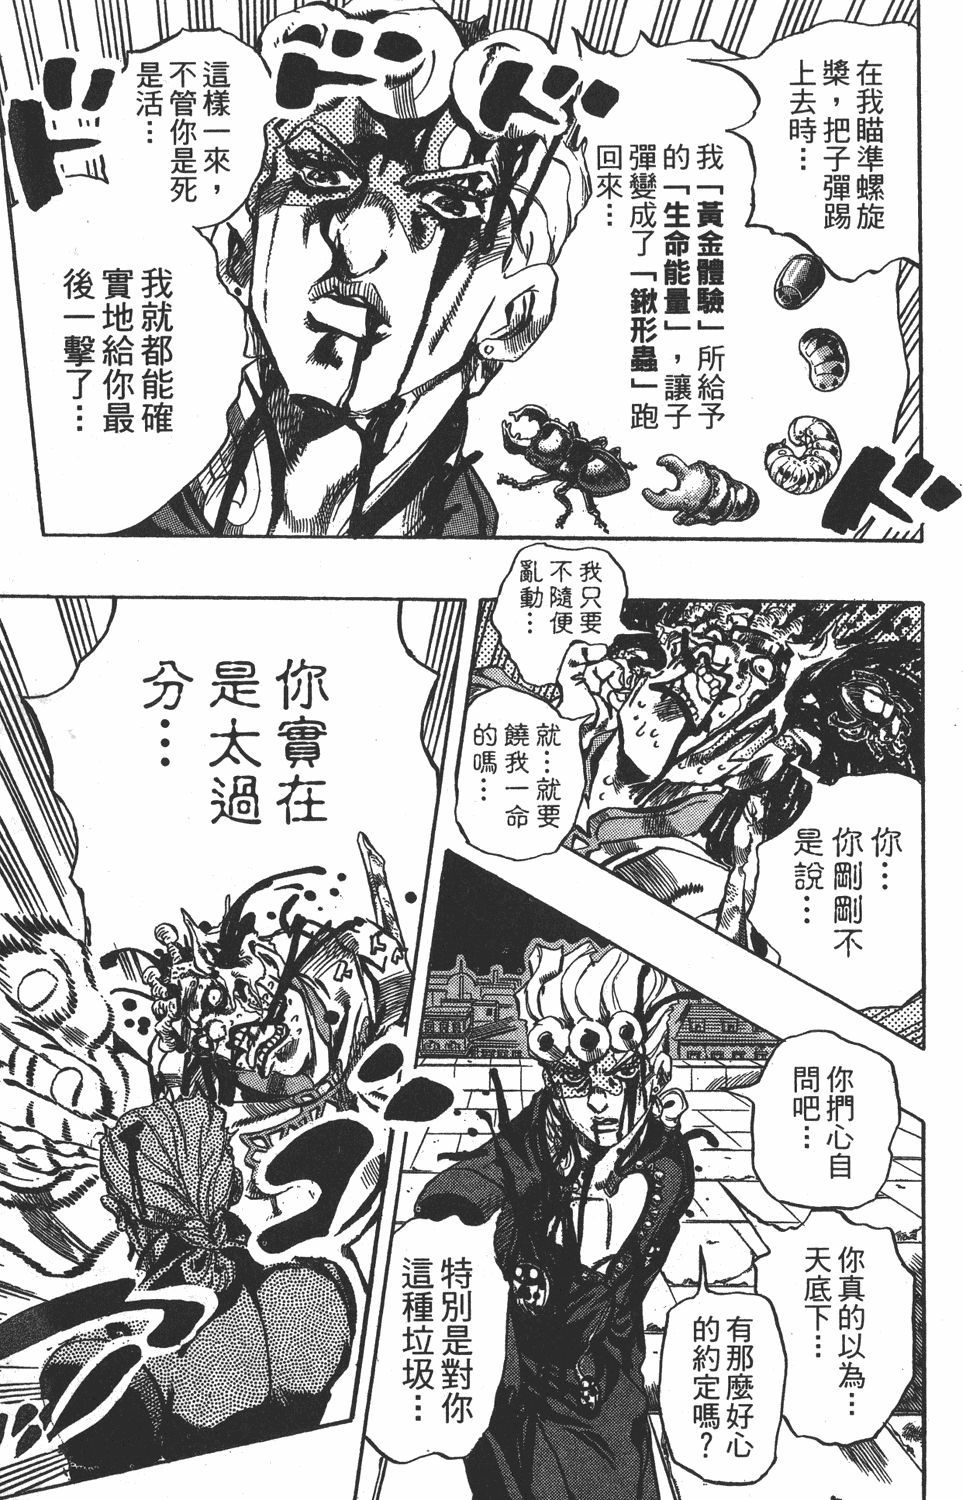 在我瞄準螺旋
槳，把子彈踢
上去時…
我「黃金體驗」所給予
的「生命能量」，讓子
彈變成了「鍬形蟲」跑
回來…
這樣一來，
不管你是死
是活…
我就都能確
實地給你最
後一擊了…
ドドドド
我只要
不隨便
亂動…
就…就要
饒我一命
的嗎…
你…
你剛剛不
是說…
你捫心自
問吧…
你真的以為…
天底下…
有那麼好心
的約定嗎？
特別是對你
這種垃圾…
你實在
是太過
分…